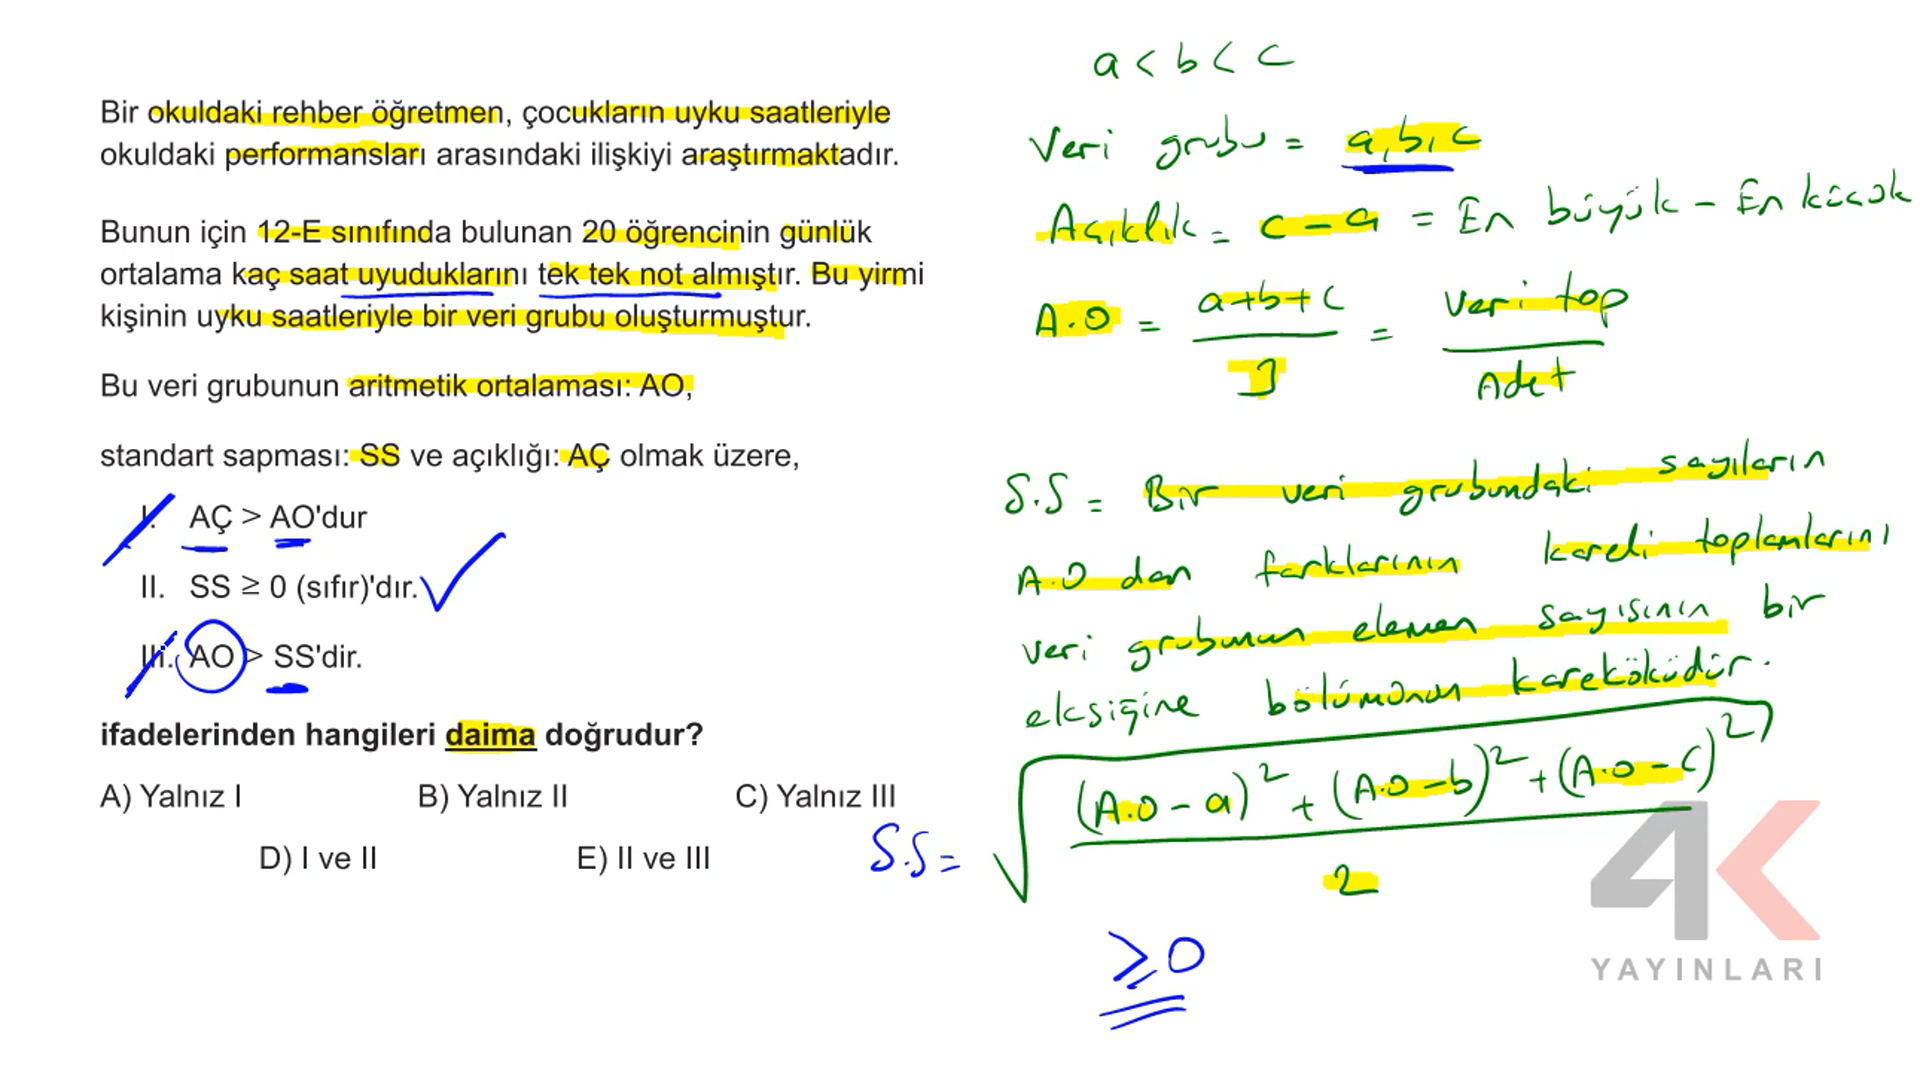 Bir okuldaki rehber öğretmen, çocukların uyku saatleriyle
okuldaki performansları arasındaki ilişkiyi araştırmaktadır.
Bunun için 12-E sınıfında bulunan 20 öğrencinin günlük
ortalama kaç saat uyuduklarını tek tek not almıştır. Bu yirmi
kişinin uyku saatleriyle bir veri grubu oluşturmuştur.
Bu veri grubunun aritmetik ortalaması: AO,
standart sapması: SS ve açıklığı: AÇ olmak üzere,
I. AÇ > AO'dur
II. SS ≥ 0 (sıfır)'dır.
III. AO > SS'dir.
ifadelerinden hangileri daima doğrudur?
A) Yalnız I B) Yalnız II C) Yalnız III
D) I ve II E) II ve III
a < b < c
Veri grubu = a, b, c
Açıklık = c - a = En büyük - En küçük
A.O = a+b+c / 3 = Veri top / Adet
S.S = Bir veri grubundaki sayıların
A.O dan farklarının kareli toplamlarını
veri grubunun eleman sayısının bir
eksiğine bölümünün kareköküdür.
S.S = √((A.O - a)² + (A.O - b)² + (A.O - c)² / 2)
≥ 0
4K
YAYINLARI